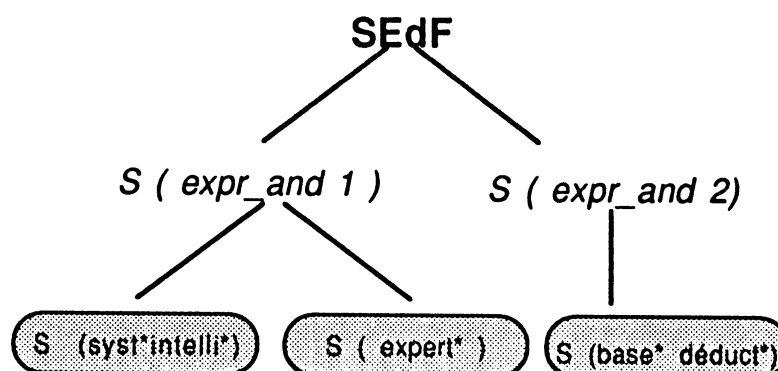 SEdF
S ( expr_and 1 )
S ( expr_and 2)
S (syst*intelli*)
S ( expert* )
S (base* déduct*)